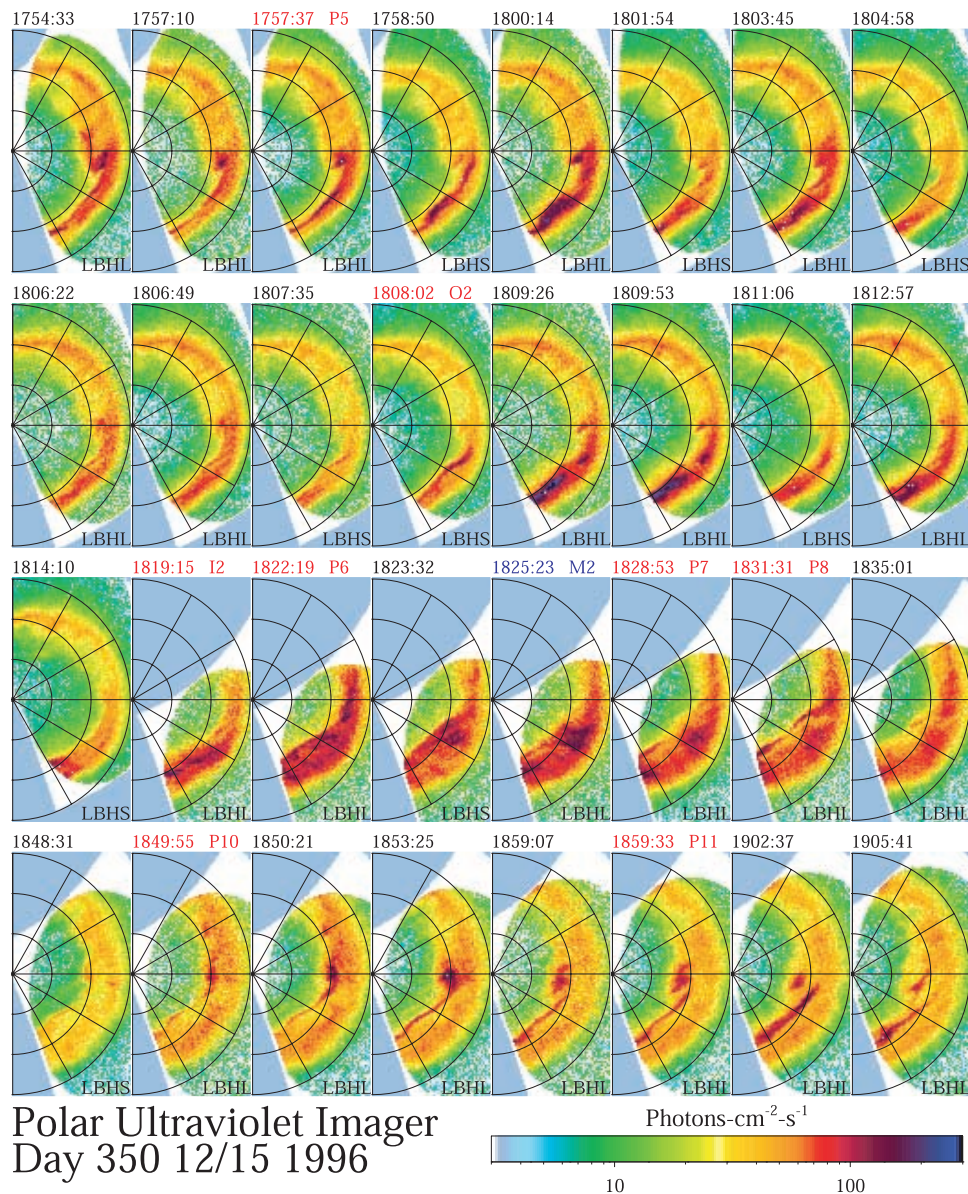 1754:33 1757:10 1757:37 P5 1758:50 1800:14 1801:54 1803:45 1804:58
LBHL LBHL LBHL LBHS LBHL LBHS LBHL LBHS
1806:22 1806:49 1807:35 1808:02 O2 1809:26 1809:53 1811:06 1812:57
LBHL LBHL LBHL LBHS LBHL LBHL LBHS LBHL
1814:10 1819:15 I2 1822:19 P6 1823:32 1825:23 M2 1828:53 P7 1831:31 P8 1835:01
LBHS LBHL LBHL LBHS LBHL LBHL LBHL LBHL
1848:31 1849:55 P10 1850:21 1853:25 1859:07 1859:33 P11 1902:37 1905:41
LBHS LBHL LBHL LBHL LBHL LBHL LBHL LBHL
Polar Ultraviolet Imager
Day 350 12/15 1996
Photons-cm⁻²-s⁻¹
10 100